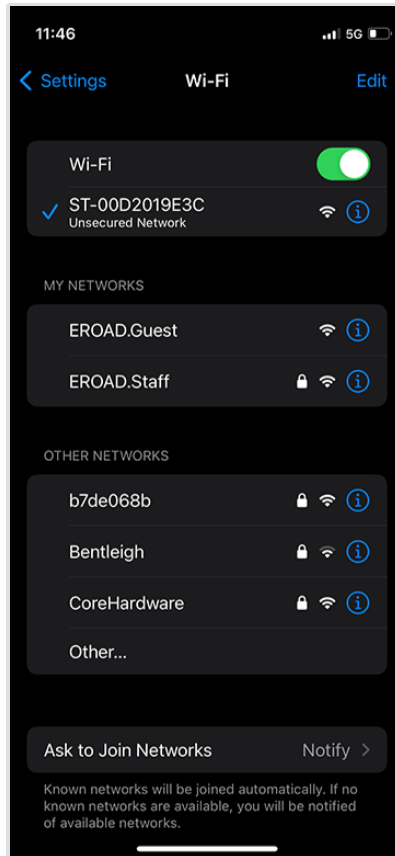 11:46
5G
Settings
Wi-Fi
Edit
Wi-Fi
ST-00D2019E3C
Unsecured Network
MY NETWORKS
EROAD.Guest
EROAD.Staff
OTHER NETWORKS
b7de068b
Bentleigh
CoreHardware
Other...
Ask to Join Networks
Notify
Known networks will be joined automatically. If no
known networks are available, you will be notified
of available networks.